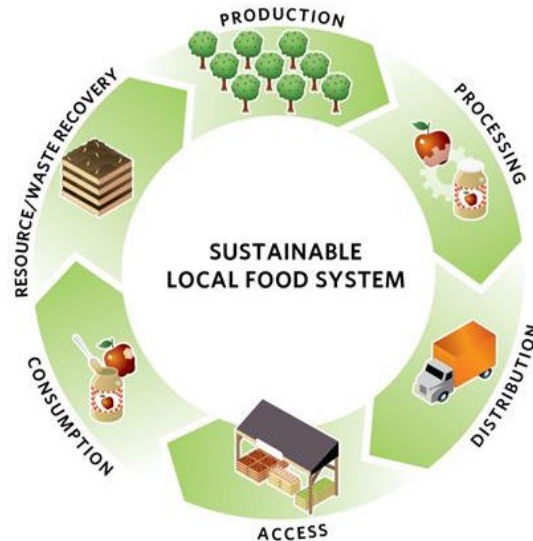 PRODUCTION
PROCESSING
DISTRIBUTION
ACCESS
CONSUMPTION
RESOURCE/WASTE RECOVERY
SUSTAINABLE
LOCAL FOOD SYSTEM